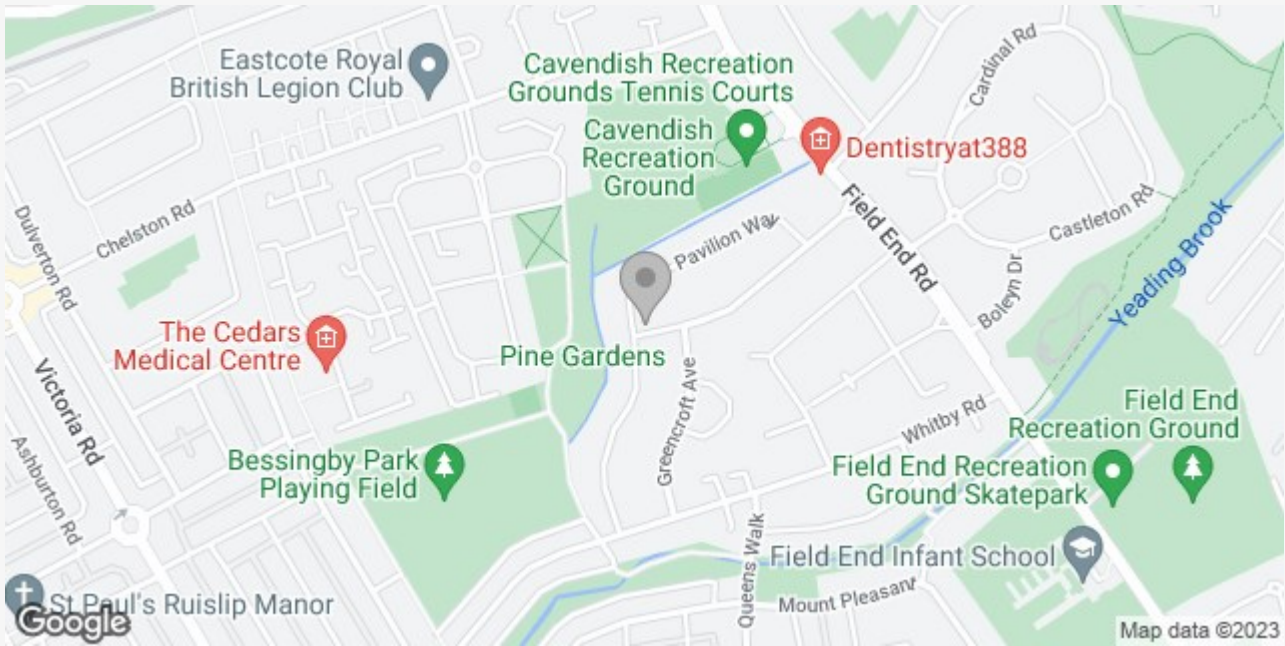 Eastcote Royal
British Legion Club
Cavendish Recreation
Grounds Tennis Courts
Cardinal Rd
Cavendish
Recreation
Ground
Dentistryat388
Chelston Rd
Dulverton Rd
Pavilion Way
Field End Rd
Castleton Rd
Boleyn Dr
Yeading Brook
The Cedars
Medical Centre
Pine Gardens
Victoria Rd
Greencroft Ave
Whitby Rd
Field End
Recreation Ground
Ashburton Rd
Bessingby Park
Playing Field
Field End Recreation
Ground Skatepark
Queens Walk
Field End Infant School
St Paul's Ruislip Manor
Mount Pleasant
Google
Map data ©2023